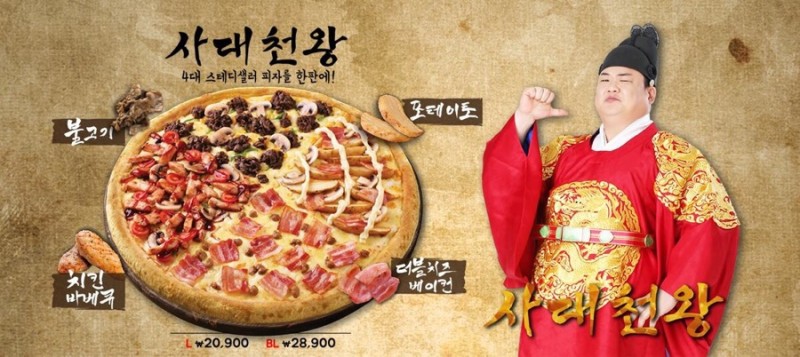 사대천왕
4대 스테디셀러 피자를 한판에!
불고기
포테이토
치킨
바베큐
더블치즈
베이컨
L ₩20,900 BL ₩28,900
사대천왕